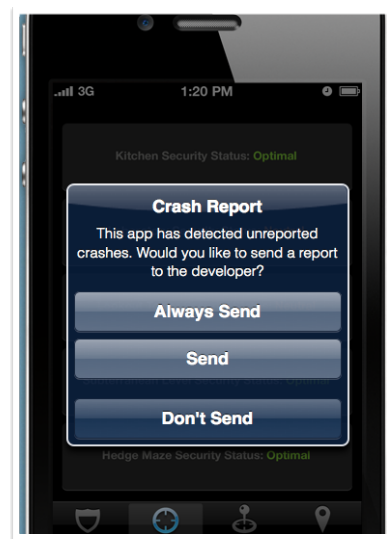 3G
1:20 PM
Kitchen Security Status: Optimal
Crash Report
This app has detected unreported
crashes. Would you like to send a report
to the developer?
Always Send
Send
Don't Send
Hedge Maze Security Status: Optimal